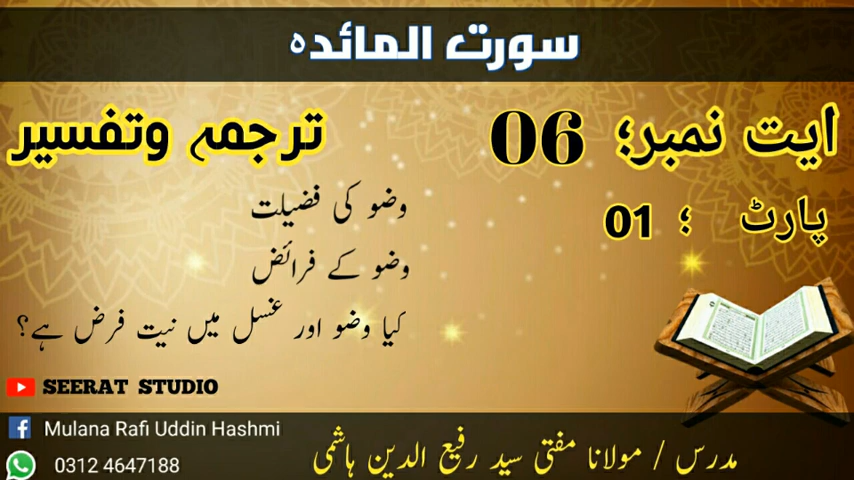 سورت المائدہ
ایت نمبر؛ 06
ترجمہ وتفسیر
پارٹ ؛ 01
وضو کی فضیلت
وضو کے فرائض
کیا وضو اور غسل میں نیت فرض ہے؟
SEERAT STUDIO
Mulana Rafi Uddin Hashmi
0312 4647188
مدرس / مولانا مفتی سید رفیع الدین ہاشمی